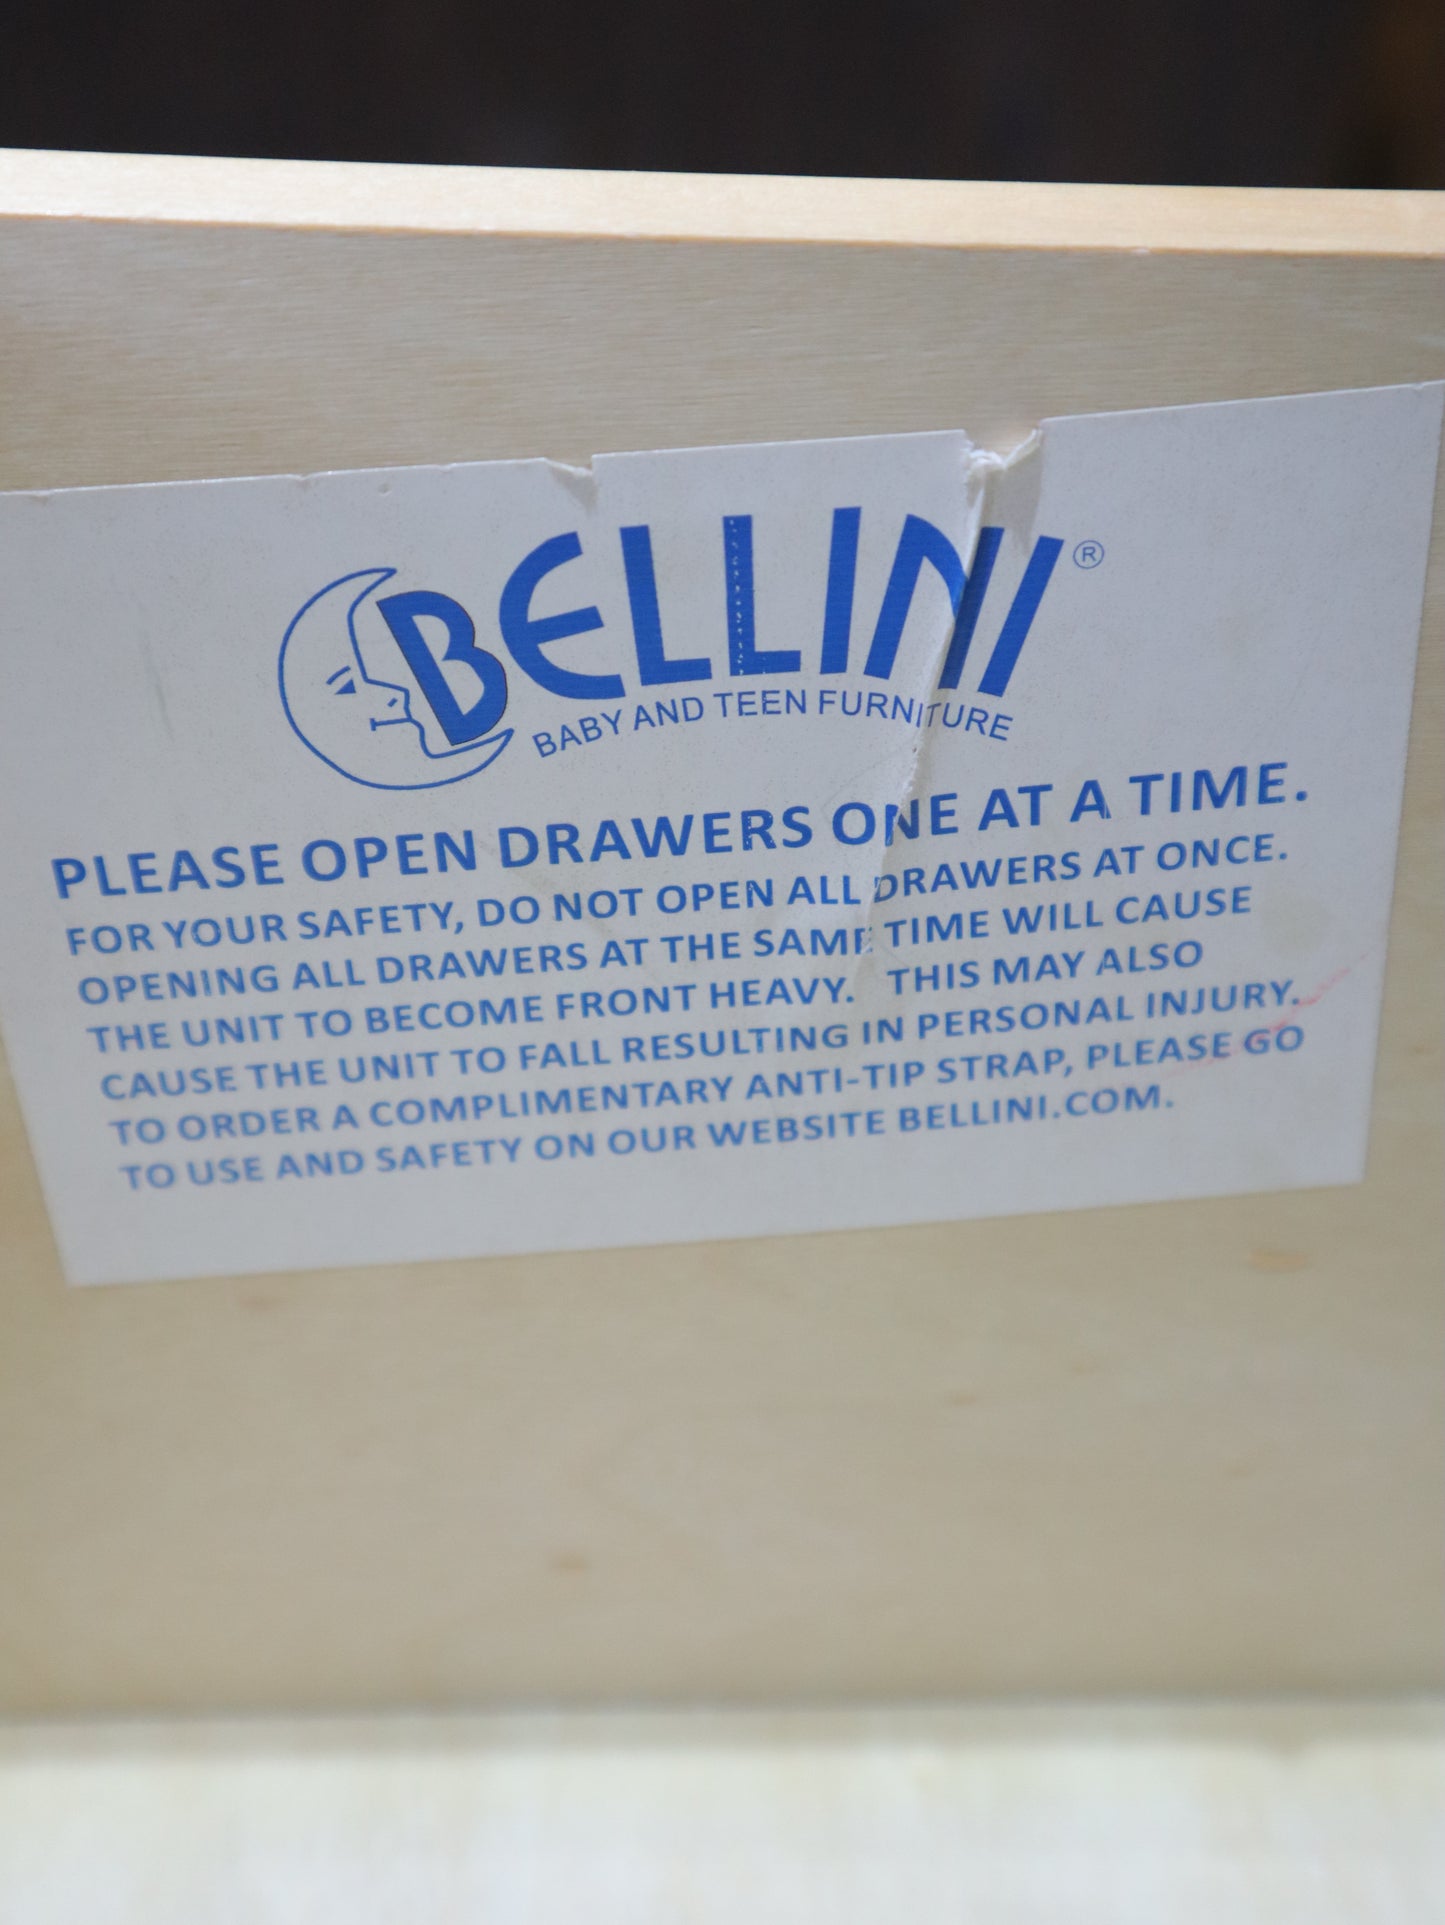 BELLINI®
BABY AND TEEN FURNITURE
PLEASE OPEN DRAWERS ONE AT A TIME.
FOR YOUR SAFETY, DO NOT OPEN ALL DRAWERS AT ONCE.
OPENING ALL DRAWERS AT THE SAME TIME WILL CAUSE
THE UNIT TO BECOME FRONT HEAVY. THIS MAY ALSO
CAUSE THE UNIT TO FALL RESULTING IN PERSONAL INJURY.
TO ORDER A COMPLIMENTARY ANTI-TIP STRAP, PLEASE GO
TO USE AND SAFETY ON OUR WEBSITE BELLINI.COM.